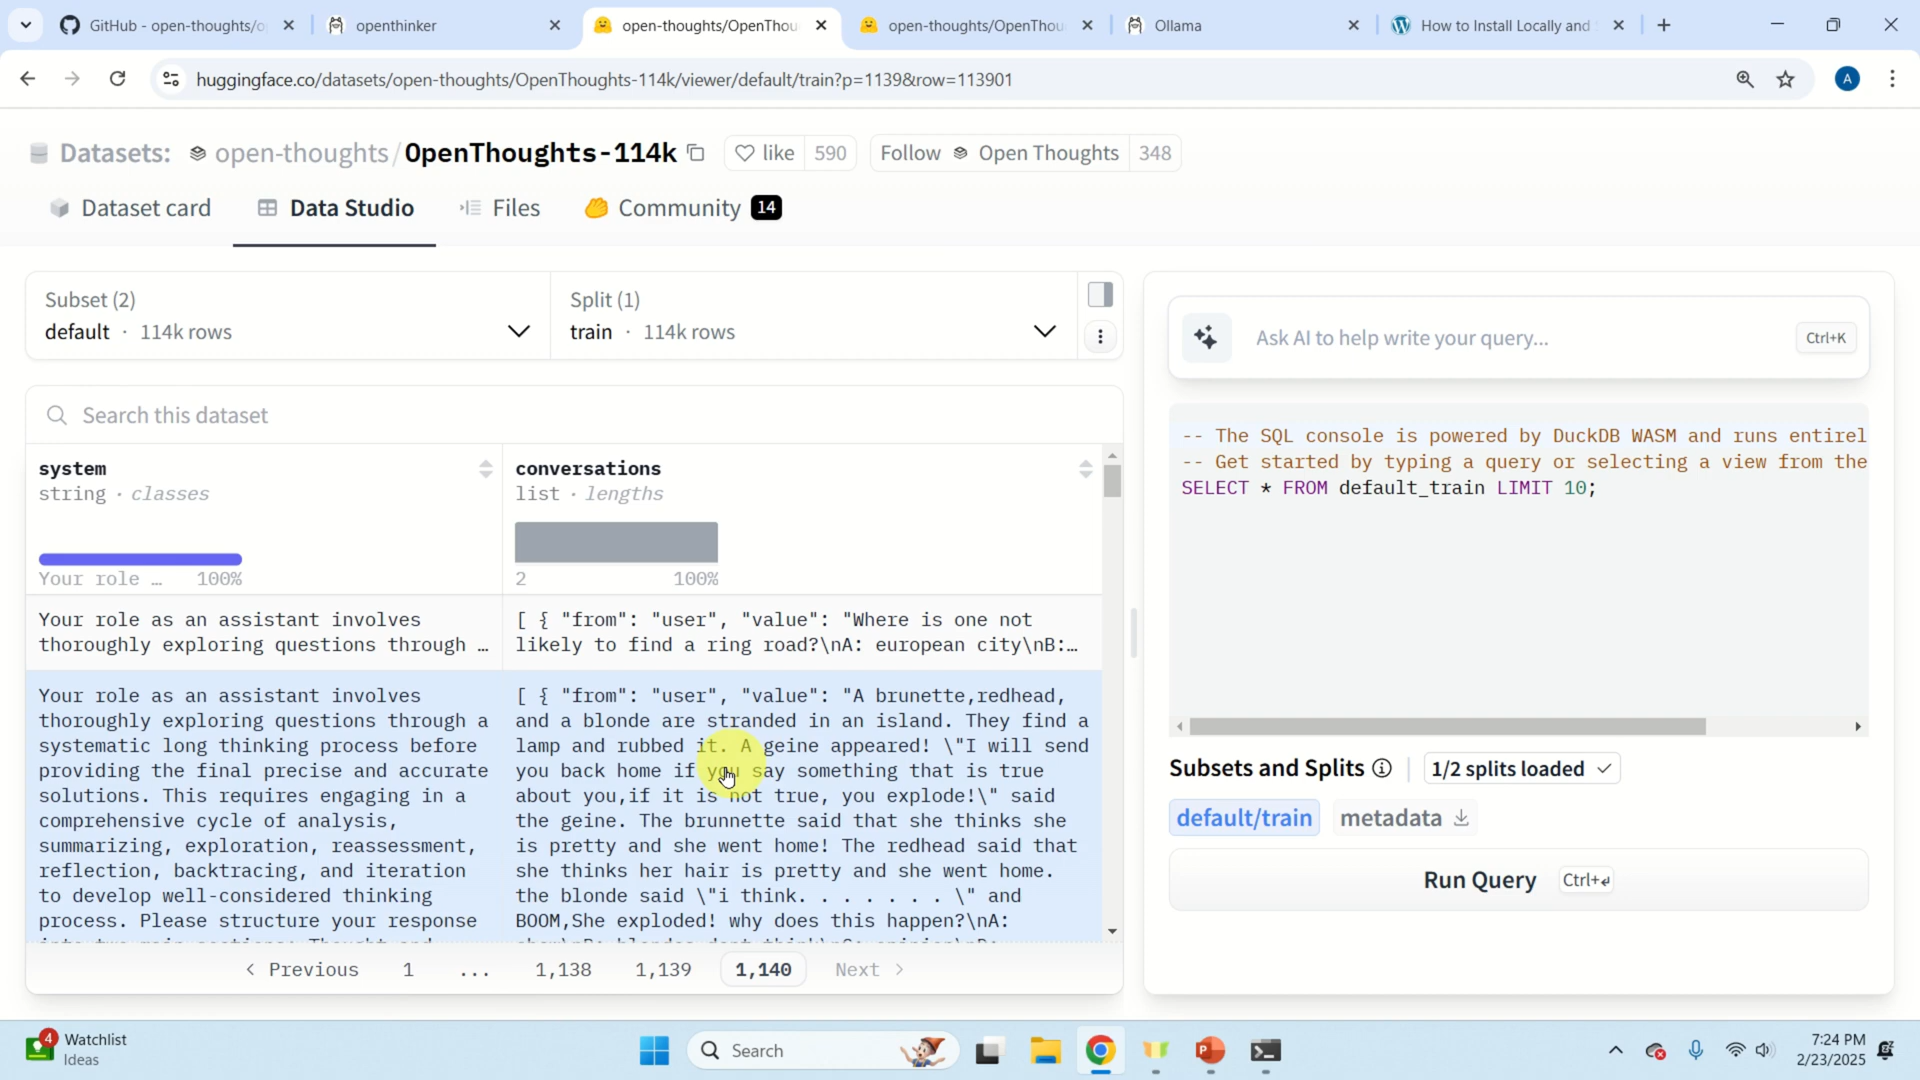 GitHub - open-thoughts/o
openthinker
open-thoughts/OpenThou
open-thoughts/OpenThou
Ollama
How to Install Locally and
huggingface.co/datasets/open-thoughts/OpenThoughts-114k/viewer/default/train?p=1139&row=113901
A
Datasets: open-thoughts/OpenThoughts-114k
like 590
Follow Open Thoughts 348
Dataset card
Data Studio
Files
Community 14
Subset (2)
default · 114k rows
Split (1)
train · 114k rows
Search this dataset
system
string · classes
Your role … 100%
conversations
list · lengths
2 100%
Your role as an assistant involves
thoroughly exploring questions through …
[ { "from": "user", "value": "Where is one not
likely to find a ring road?\nA: european city\nB:…
Your role as an assistant involves
thoroughly exploring questions through a
systematic long thinking process before
providing the final precise and accurate
solutions. This requires engaging in a
comprehensive cycle of analysis,
summarizing, exploration, reassessment,
reflection, backtracing, and iteration
to develop well-considered thinking
process. Please structure your response
[ { "from": "user", "value": "A brunette,redhead,
and a blonde are stranded in an island. They find a
lamp and rubbed it. A geine appeared! \"I will send
you back home if you say something that is true
about you,if it is not true, you explode!\" said
the geine. The brunnette said that she thinks she
is pretty and she went home! The redhead said that
she thinks her hair is pretty and she went home.
the blonde said \"i think. . . . . . . \" and
BOOM,She exploded! why does this happen?\nA:
< Previous 1 ... 1,138 1,139 1,140 Next >
Ask AI to help write your query...
Ctrl+K
-- The SQL console is powered by DuckDB WASM and runs entirel
-- Get started by typing a query or selecting a view from the
SELECT * FROM default_train LIMIT 10;
Subsets and Splits
1/2 splits loaded
default/train
metadata
Run Query Ctrl+↵
4
Watchlist
Ideas
Search
7:24 PM
2/23/2025